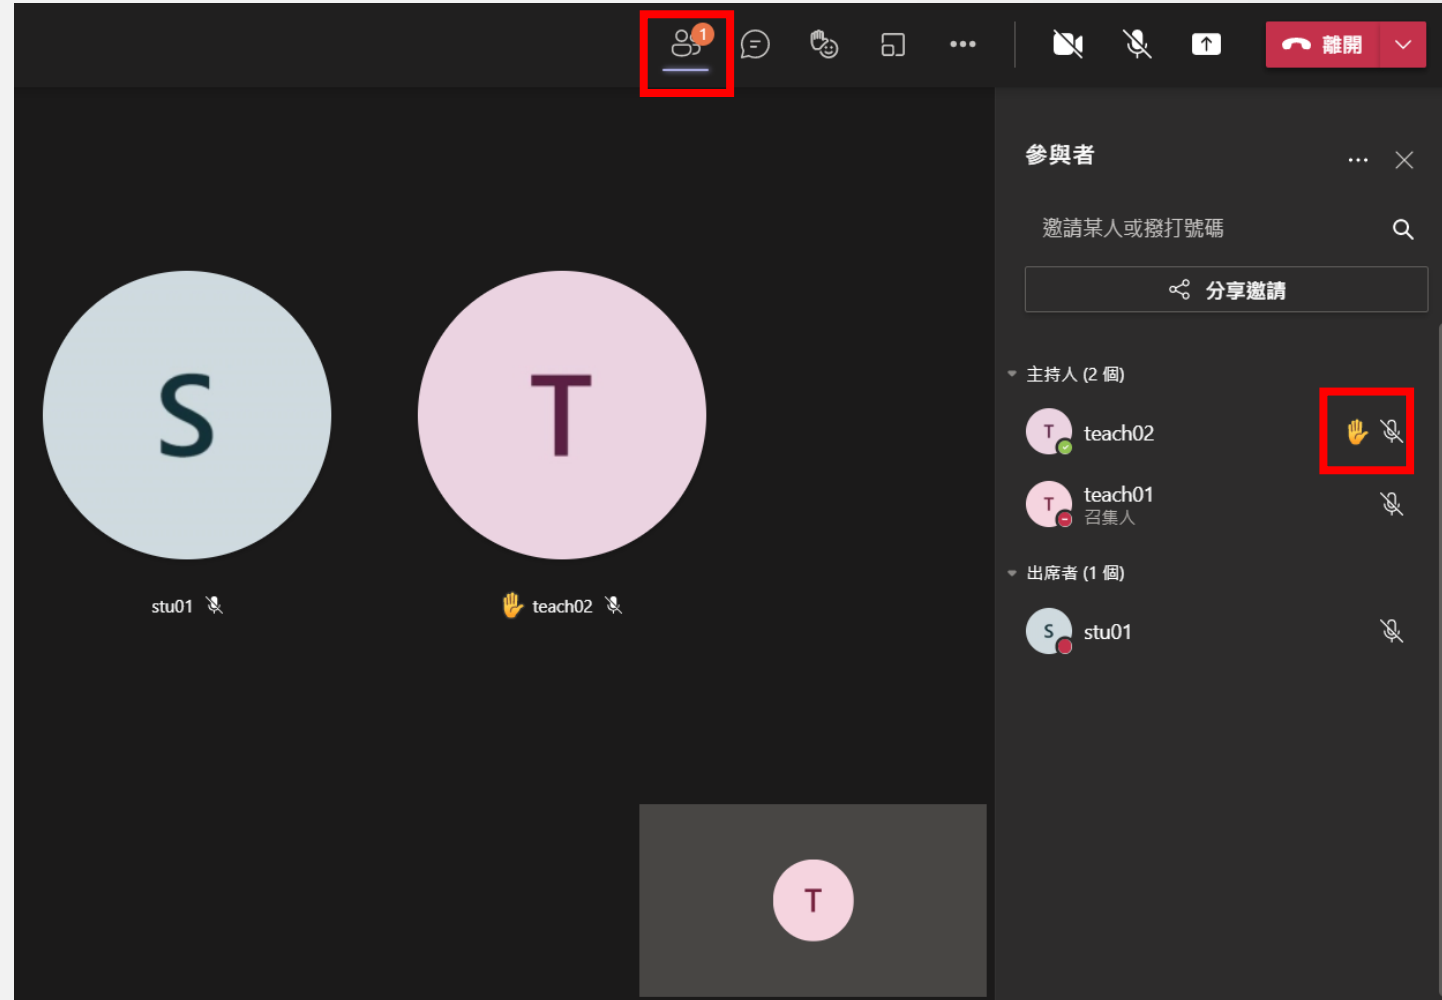 1
離開
參與者
邀請某人或撥打號碼
分享邀請
主持人 (2 個)
T teach02
T teach01
召集人
出席者 (1 個)
S stu01
S
T
stu01
teach02
T